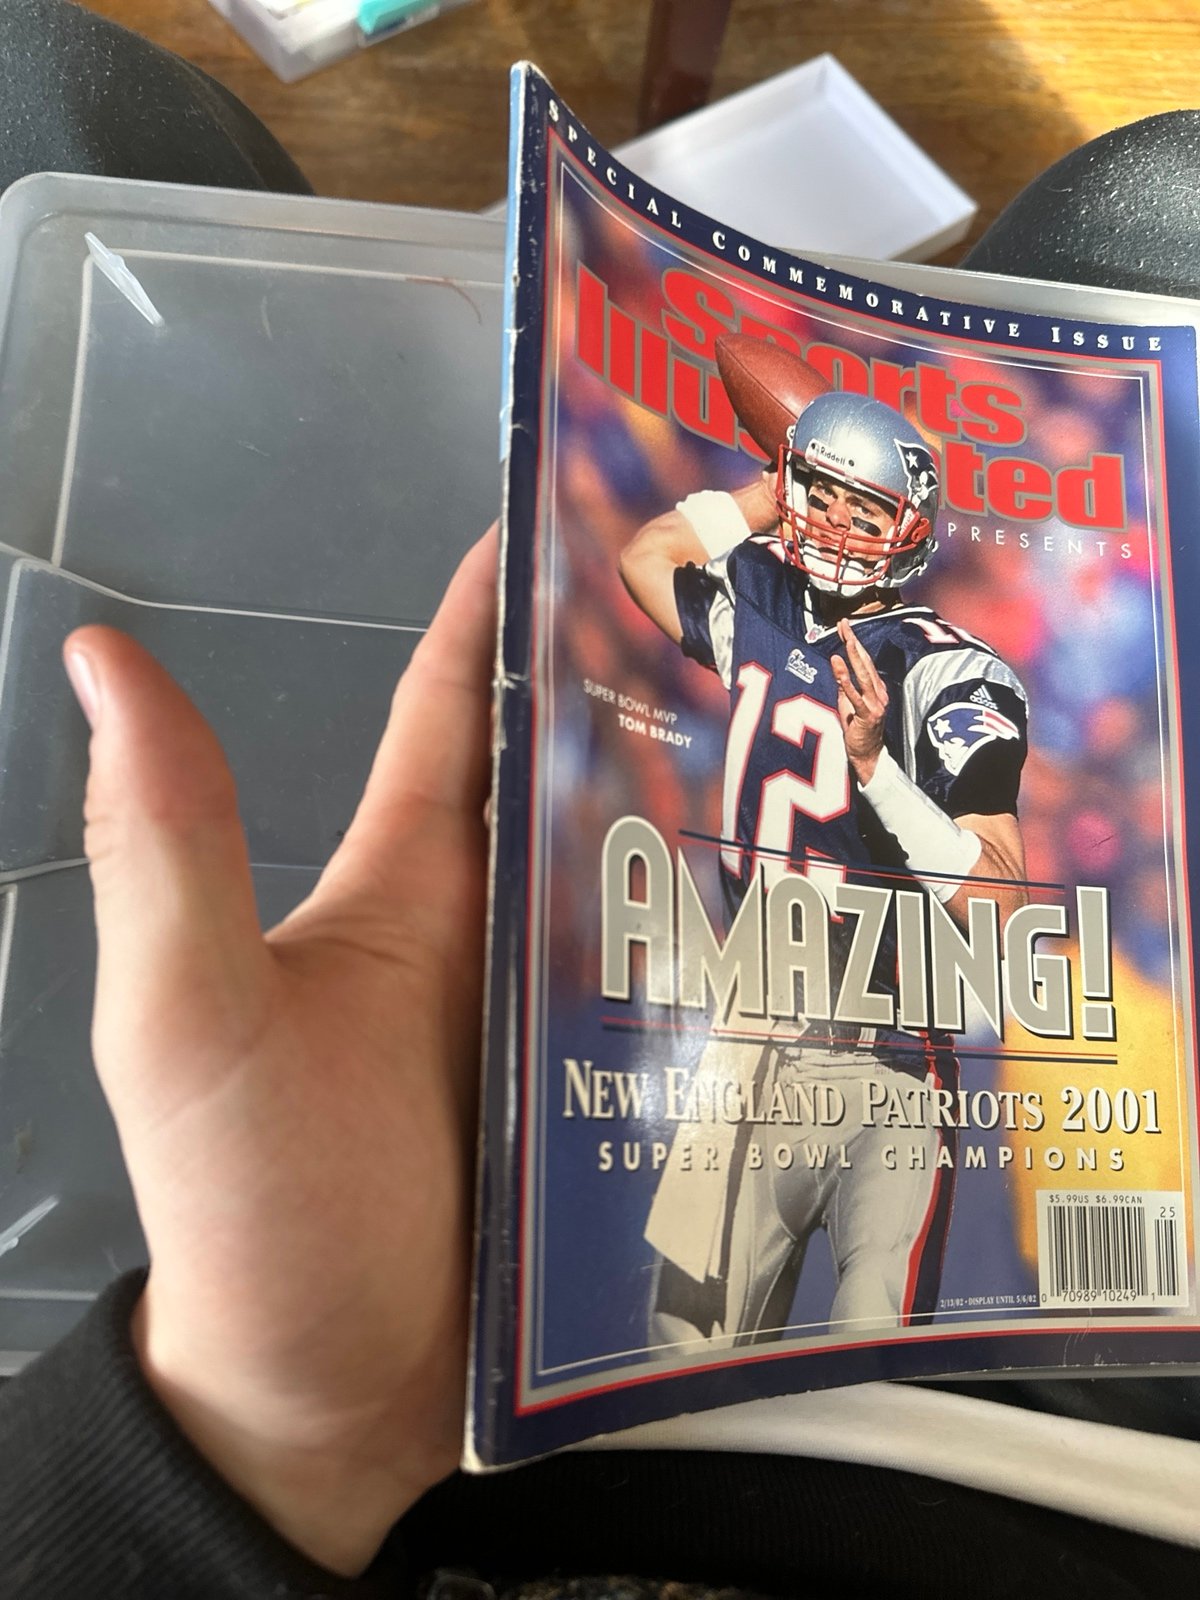 SPECIAL COMMEMORATIVE ISSUE
Sports
Illustrated
PRESENTS
Riddell
12
adidas
12
SUPER BOWL MVP
TOM BRADY
AMAZING!
NEW ENGLAND PATRIOTS 2001
SUPER BOWL CHAMPIONS
$5.99US $6.99CAN
25
2/13/02 • DISPLAY UNTIL 5/6/02
0 70989 10249 1